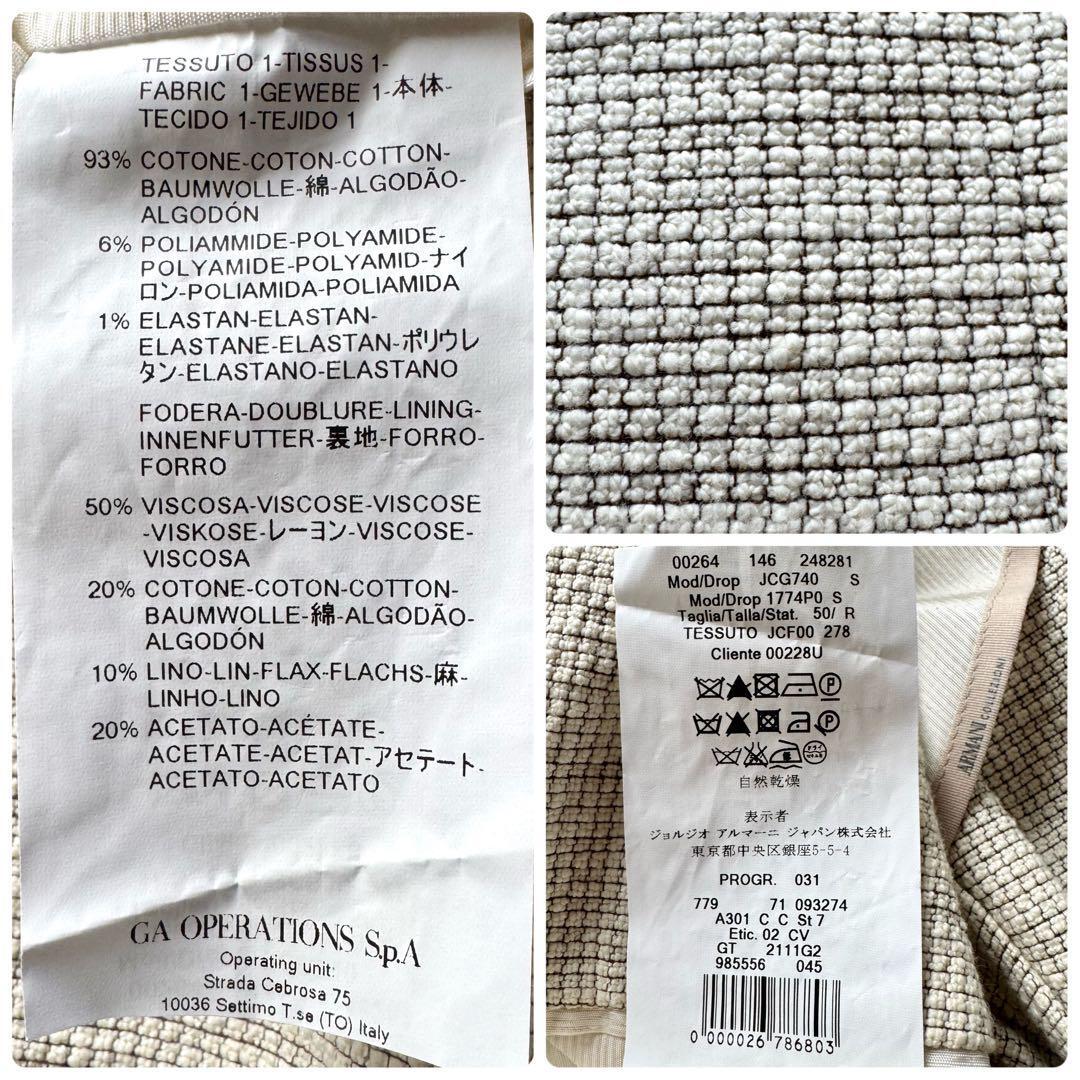 TESSUTO 1-TISSUS 1-
FABRIC 1-GEWEBE 1-本体-
TECIDO 1-TEJIDO 1
93% COTONE-COTON-COTTON-
BAUMWOLLE-綿-ALGODÃO-
ALGODÓN
6% POLIAMMIDE-POLYAMIDE-
POLYAMIDE-POLYAMID-ナイ
ロン-POLIAMIDA-POLIAMIDA
1% ELASTAN-ELASTAN-
ELASTANE-ELASTAN-ポリウレ
タン-ELASTANO-ELASTANO
FODERA-DOUBLURE-LINING-
INNENFUTTER-裏地-FORRO-
FORRO
50% VISCOSA-VISCOSE-VISCOSE
-VISKOSE-レーヨン-VISCOSE-
VISCOSA
20% COTONE-COTON-COTTON-
BAUMWOLLE-綿-ALGODÃO-
ALGODÓN
10% LINO-LIN-FLAX-FLACHS-麻-
LINHO-LINO
20% ACETATO-ACÉTATE-
ACETATE-ACETAT-アセテート-
ACETATO-ACETATO
GA OPERATIONS S.p.A
Operating unit:
Strada Cebrosa 75
10036 Settimo T.se (TO) Italy
00264 146 248281
Mod/Drop JCG740 S
Mod/Drop 1774P0 S
Taglia/Talla/Stat. 50/ R
TESSUTO JCF00 278
Cliente 00228U
P
P
ドライ
自然乾燥
表示者
ジョルジオ アルマーニ ジャパン株式会社
東京都中央区銀座5-5-4
PROGR. 031
779 71 093274
A301 C C St 7
Etic. 02 CV
GT 2111G2
985556 045
0 000026 786803
ARMANI COLLEZIONI